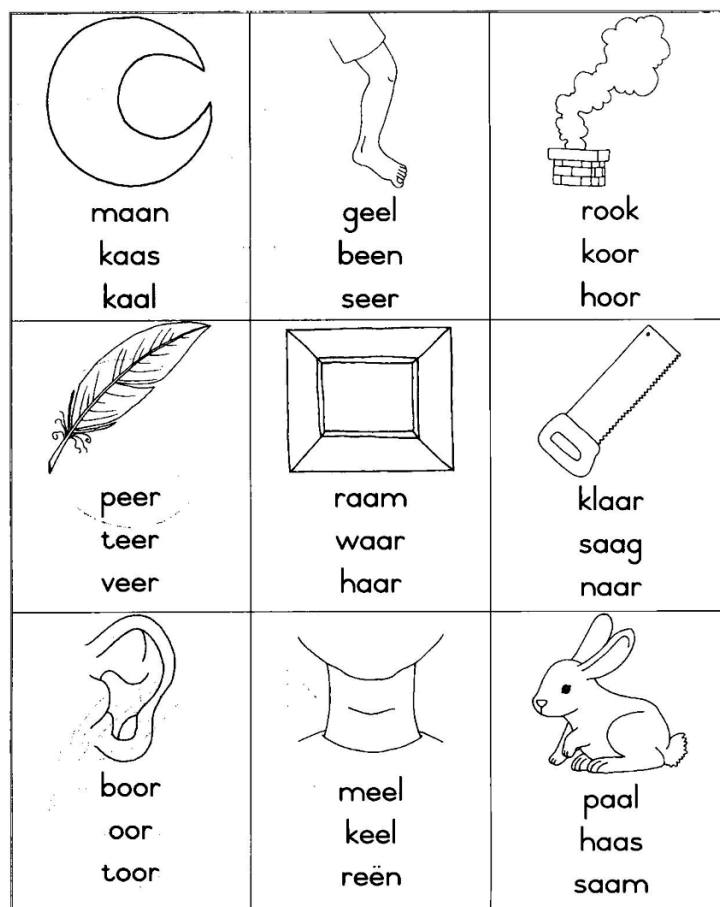 maan
kaas
kaal
geel
been
seer
rook
koor
hoor
peer
teer
veer
raam
waar
haar
klaar
saag
naar
boor
oor
toor
meel
keel
reën
paal
haas
saam